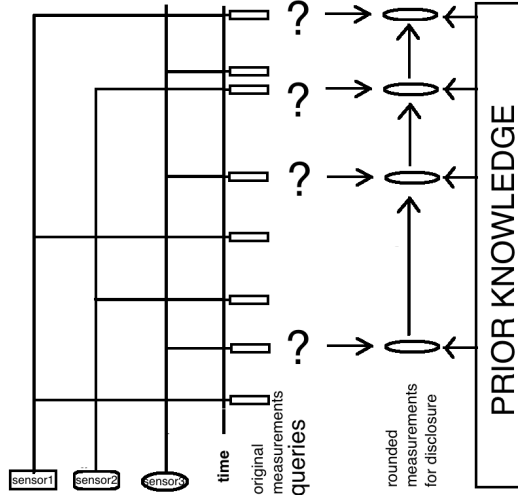 ?
?
?
?
PRIOR KNOWLEDGE
sensor1
sensor2
sensor3
time
original measurements
queries
rounded
measurements
for disclosure